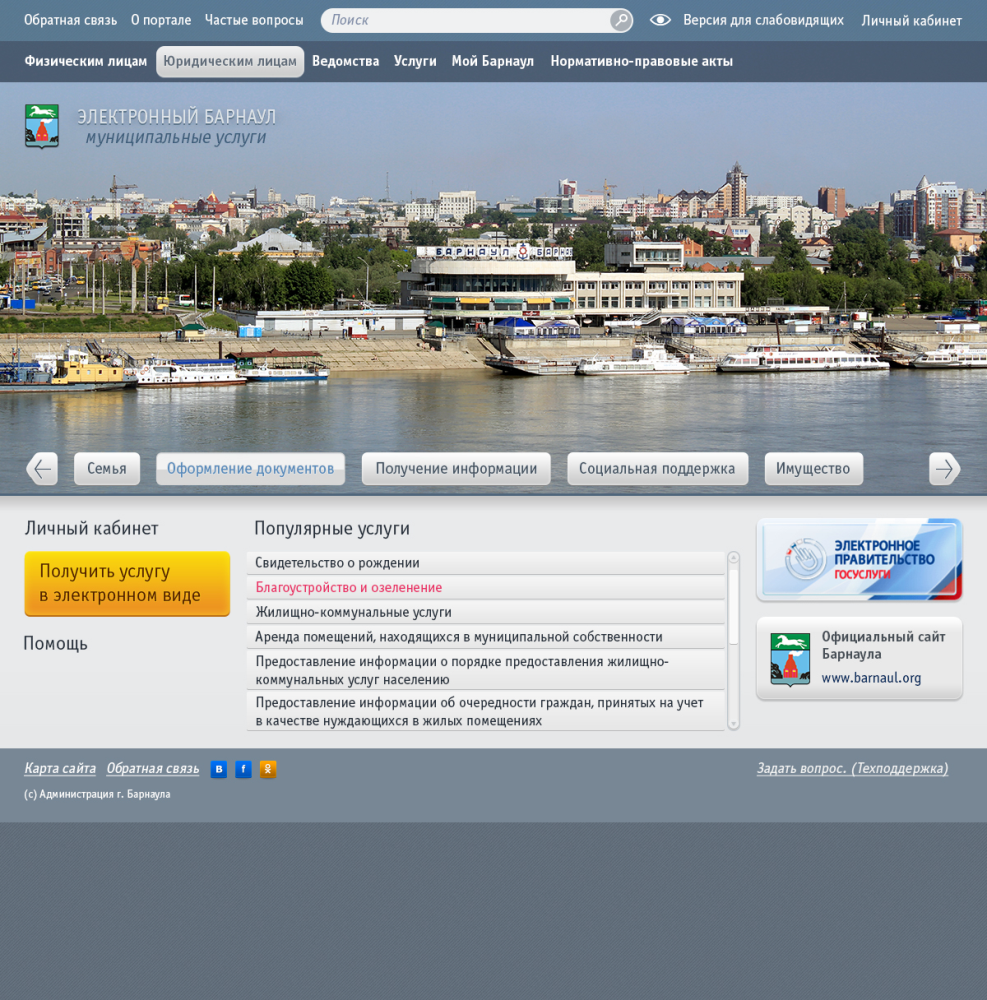 Обратная связь О портале Частые вопросы Поиск Версия для слабовидящих Личный кабинет
Физическим лицам Юридическим лицам Ведомства Услуги Мой Барнаул Нормативно-правовые акты
ЭЛЕКТРОННЫЙ БАРНАУЛ
муниципальные услуги
БАРНАУЛ
Семья Оформление документов Получение информации Социальная поддержка Имущество
Личный кабинет
Получить услугу
в электронном виде
Помощь
Популярные услуги
Свидетельство о рождении
Благоустройство и озеленение
Жилищно-коммунальные услуги
Аренда помещений, находящихся в муниципальной собственности
Предоставление информации о порядке предоставления жилищно-
коммунальных услуг населению
Предоставление информации об очередности граждан, принятых на учет
в качестве нуждающихся в жилых помещениях
ЭЛЕКТРОННОЕ
ПРАВИТЕЛЬСТВО
ГОСУСЛУГИ
Официальный сайт
Барнаула
www.barnaul.org
Карта сайта Обратная связь В f Задать вопрос. (Техподдержка)
(с) Администрация г. Барнаула